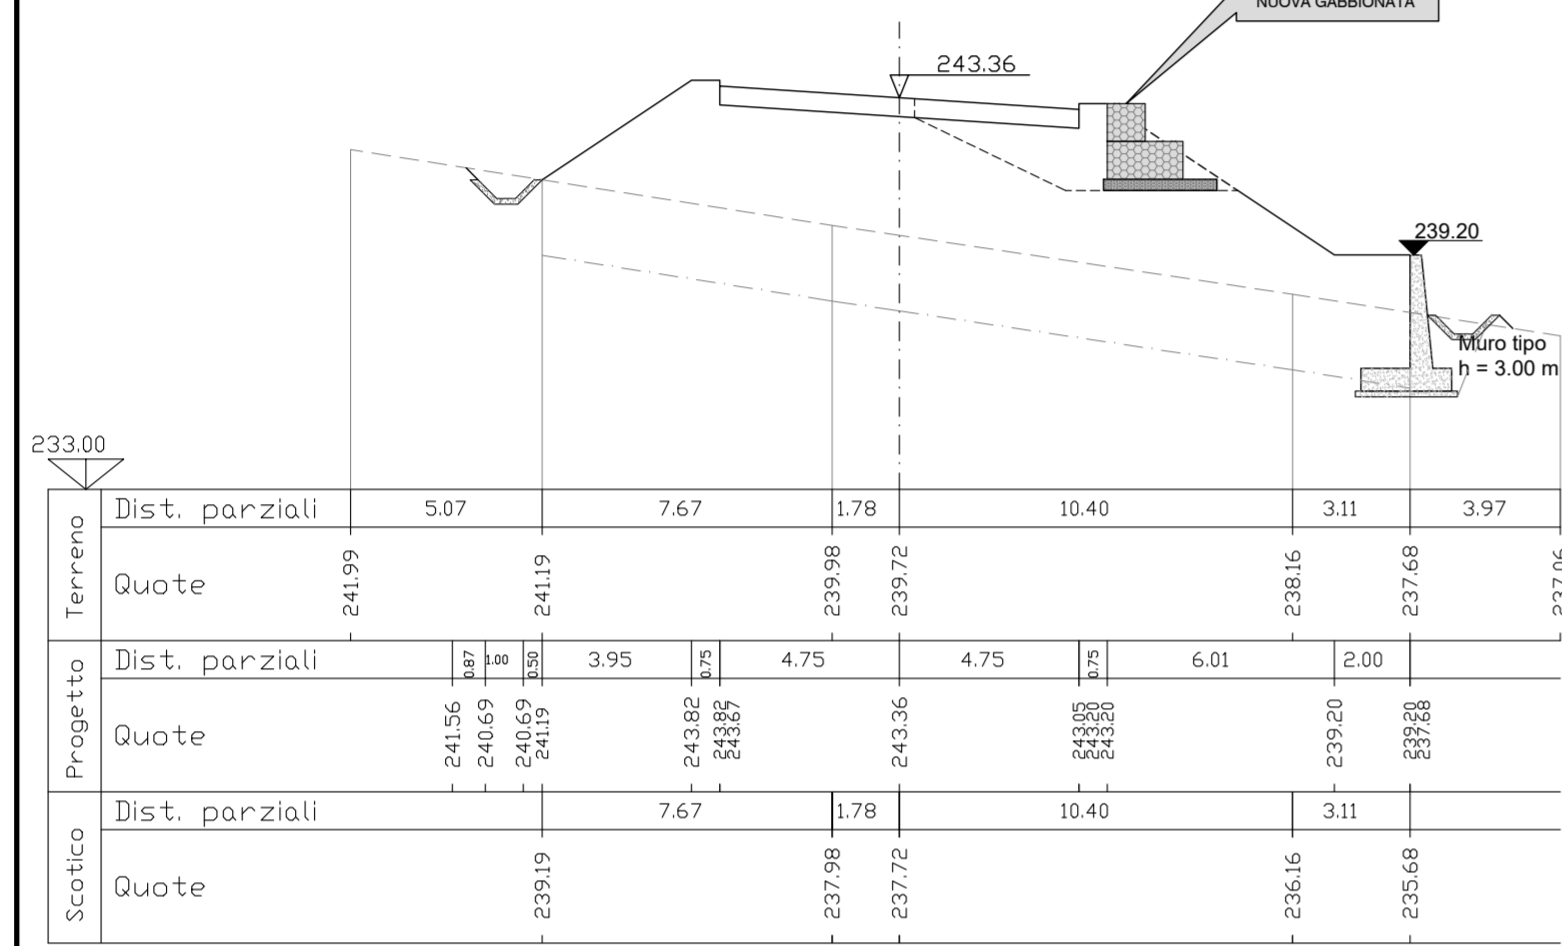 NUOVA GABBIONATA
243.36
239.20
Muro tipo
h = 3.00 m
233.00
Terreno
Dist. parziali 5.07 7.67 1.78 10.40 3.11 3.97
Quote 241.99 241.19 239.98 239.72 238.16 237.68 237.06
Progetto
Dist. parziali 0.87 1.00 0.50 3.95 0.75 4.75 4.75 0.75 6.01 2.00
Quote 241.56 240.69 240.69 241.19 243.82 243.82 243.67 243.36 243.05 243.20 243.20 239.20 239.20 237.68
Scotico
Dist. parziali 7.67 1.78 10.40 3.11
Quote 239.19 237.98 237.72 236.16 235.68